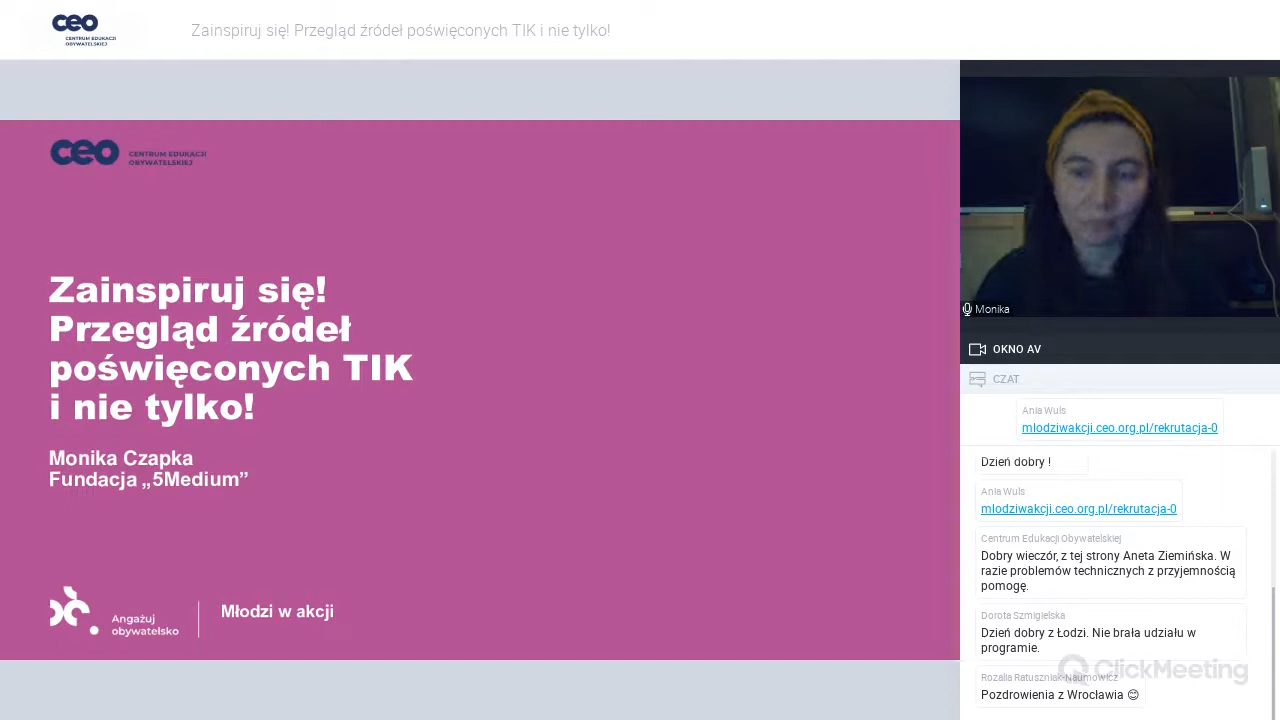 ceo
CENTRUM EDUKACJI
OBYWATELSKIEJ
Zainspiruj się! Przegląd źródeł poświęconych TIK i nie tylko!
ceo
CENTRUM EDUKACJI
OBYWATELSKIEJ
Zainspiruj się!
Przegląd źródeł
poświęconych TIK
i nie tylko!
Monika Czapka
Fundacja „5Medium”
Angażuj
obywatelsko
Młodzi w akcji
Monika
OKNO AV
CZAT
Ania Wuls
mlodziwakcji.ceo.org.pl/rekrutacja-0
Dzień dobry !
Ania Wuls
mlodziwakcji.ceo.org.pl/rekrutacja-0
Centrum Edukacji Obywatelskiej
Dobry wieczór, z tej strony Aneta Ziemińska. W
razie problemów technicznych z przyjemnością
pomogę.
Dorota Szmigielska
Dzień dobry z Łodzi. Nie brała udziału w
programie.
ClickMeeting
Rozalia Ratuszniak-Naumowicz
Pozdrowienia z Wrocławia 😊